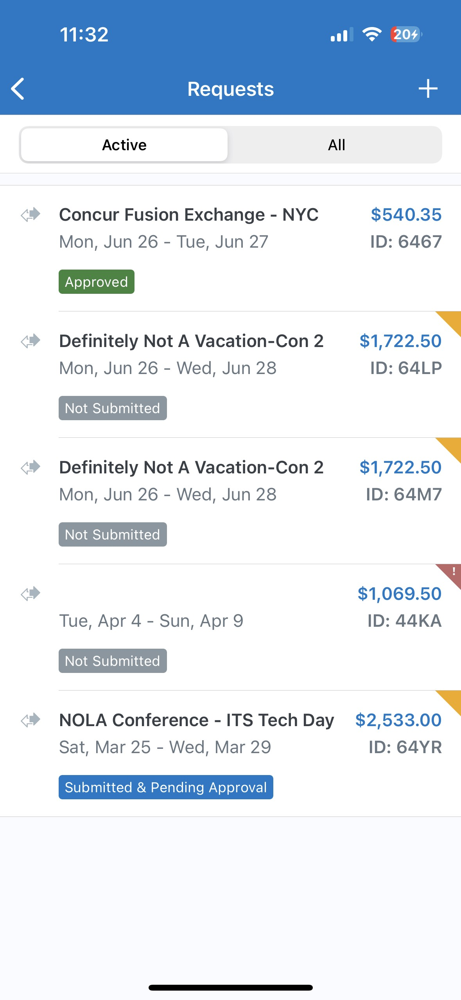 11:32
20
Requests
Active
All
Concur Fusion Exchange - NYC
$540.35
Mon, Jun 26 - Tue, Jun 27
ID: 6467
Approved
Definitely Not A Vacation-Con 2
$1,722.50
Mon, Jun 26 - Wed, Jun 28
ID: 64LP
Not Submitted
Definitely Not A Vacation-Con 2
$1,722.50
Mon, Jun 26 - Wed, Jun 28
ID: 64M7
Not Submitted
!
$1,069.50
Tue, Apr 4 - Sun, Apr 9
ID: 44KA
Not Submitted
NOLA Conference - ITS Tech Day
$2,533.00
Sat, Mar 25 - Wed, Mar 29
ID: 64YR
Submitted & Pending Approval